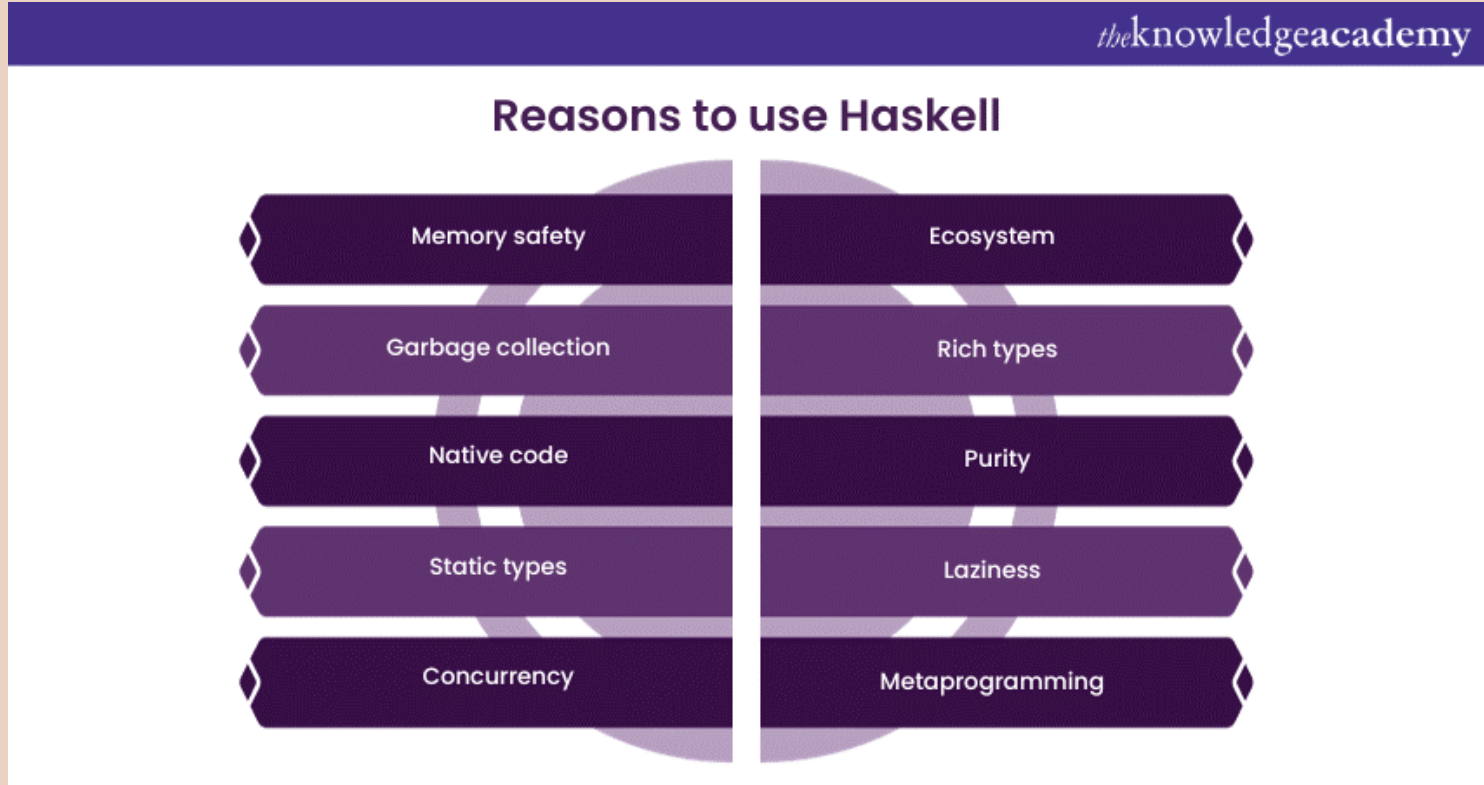 theknowledgeacademy
Reasons to use Haskell
Memory safety
Garbage collection
Native code
Static types
Concurrency
Ecosystem
Rich types
Purity
Laziness
Metaprogramming